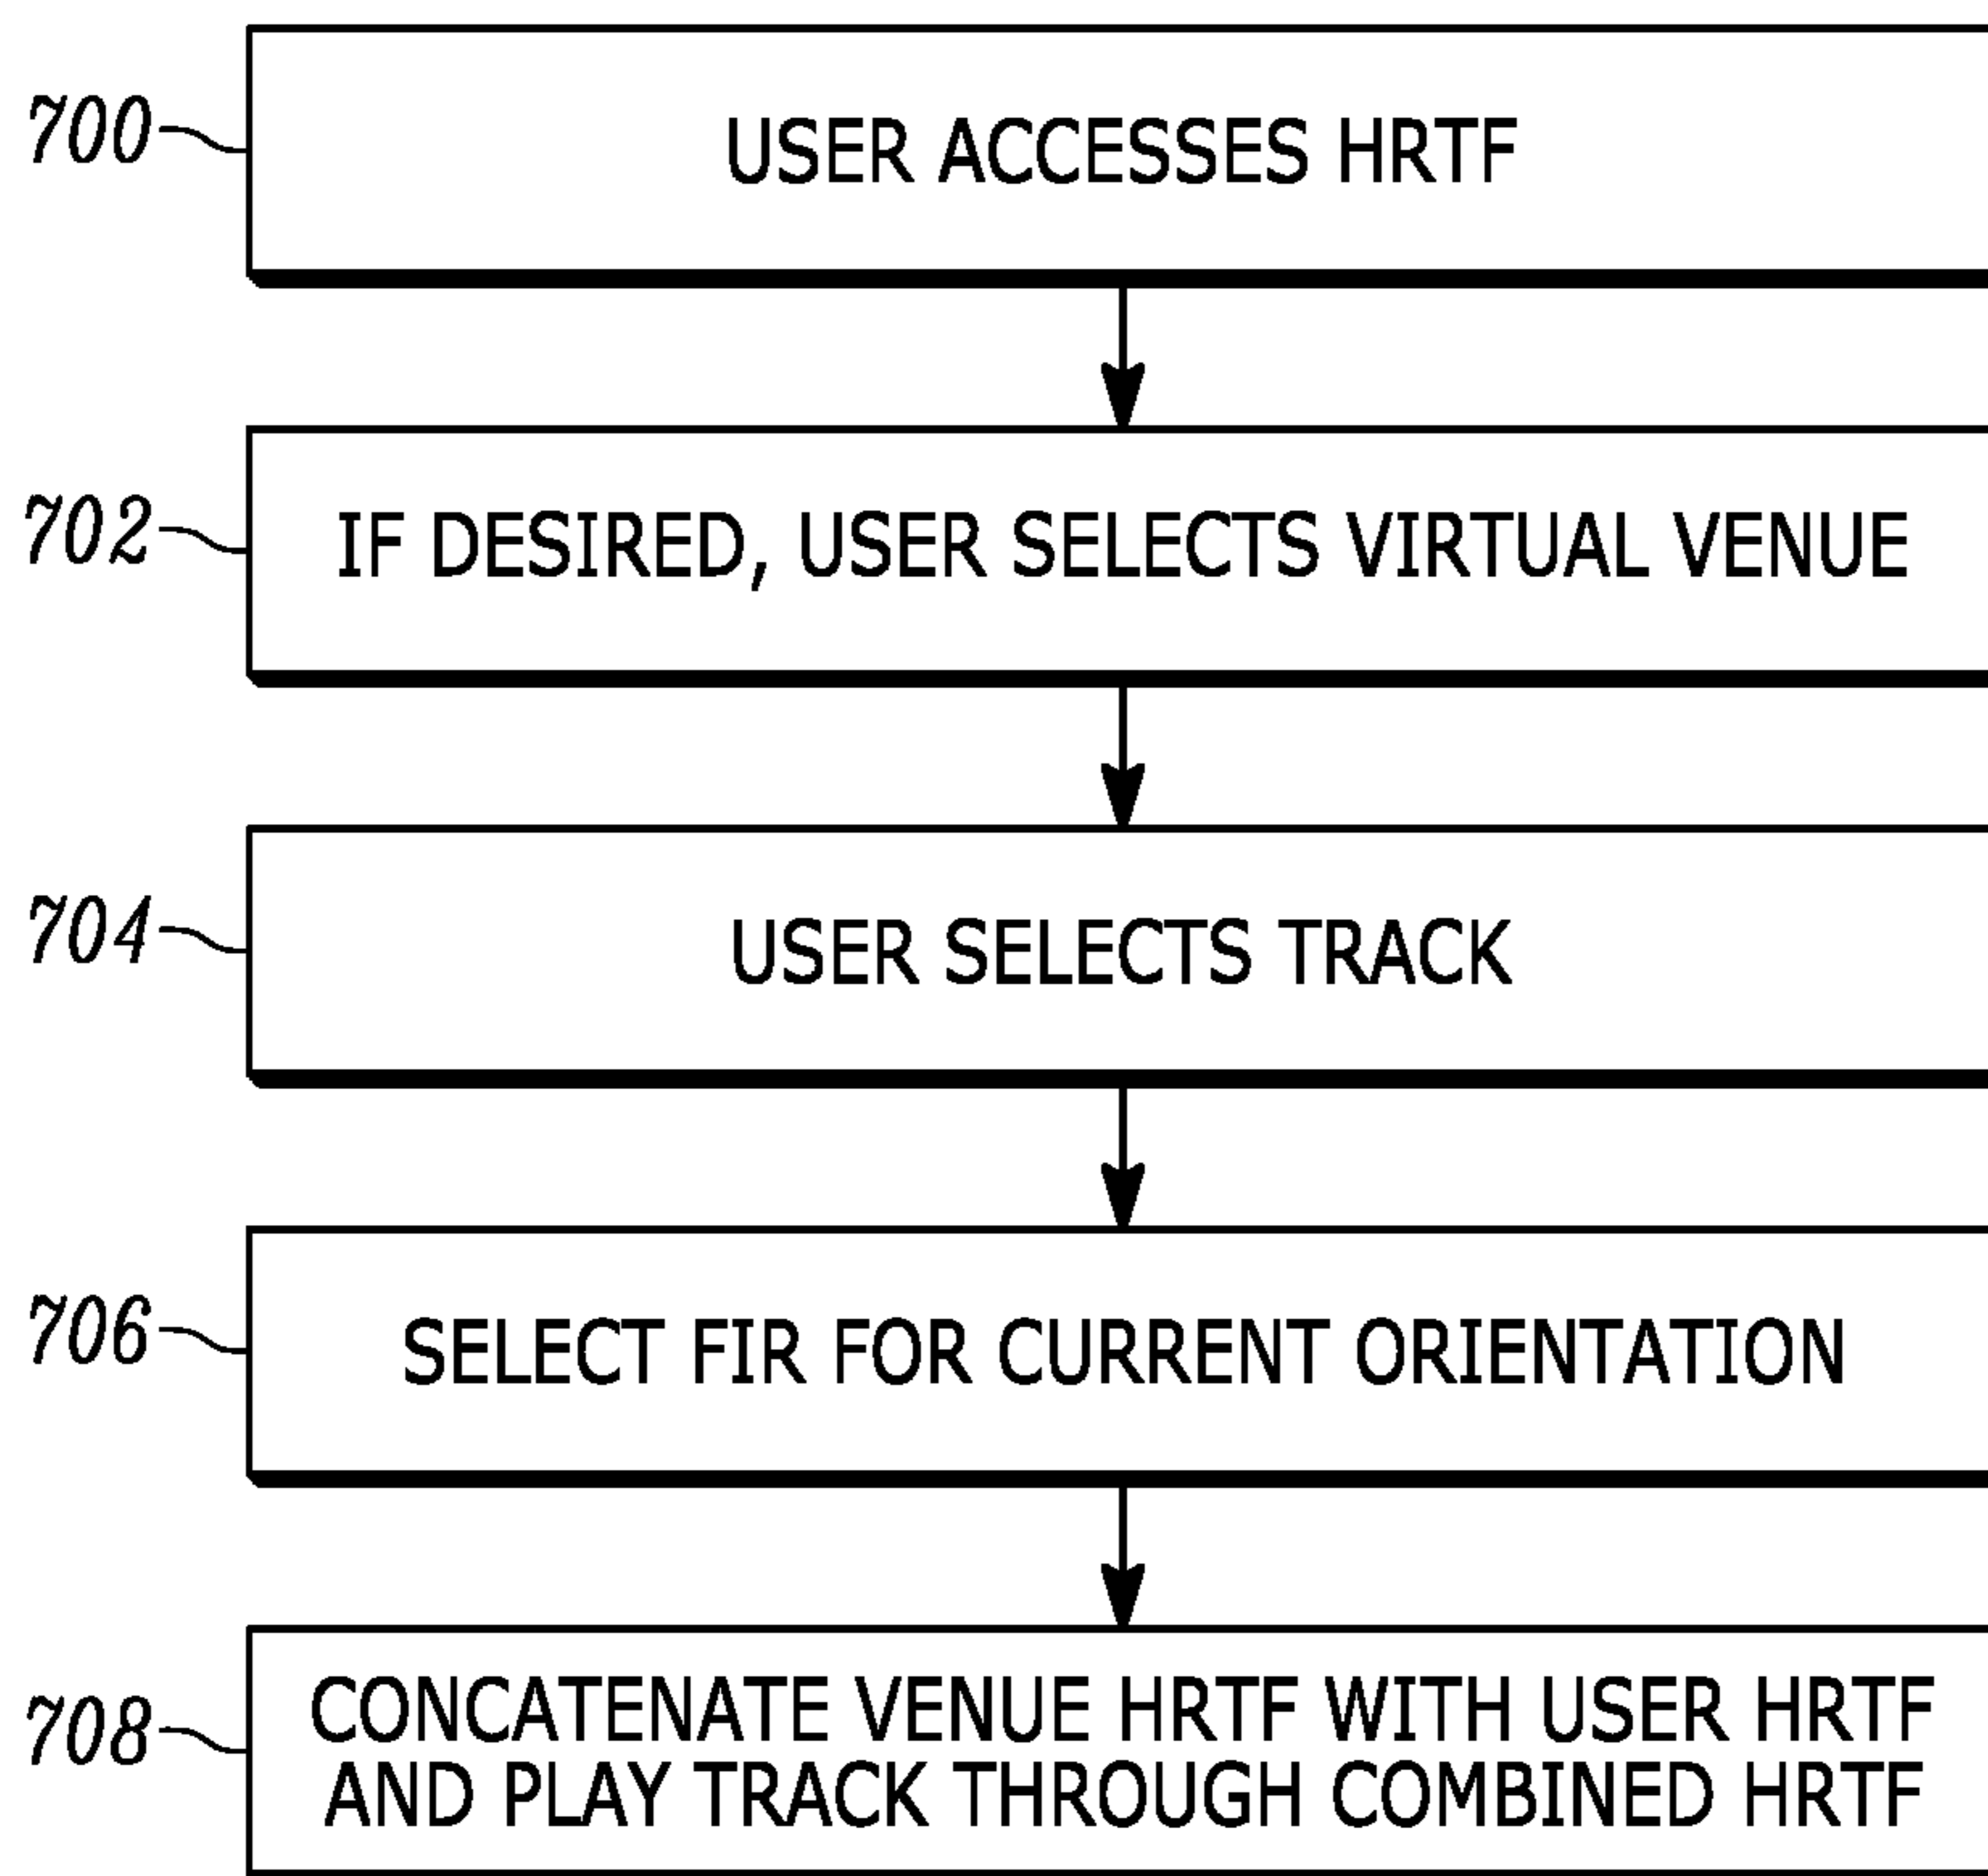 700
USER ACCESSES HRTF
702
IF DESIRED, USER SELECTS VIRTUAL VENUE
704
USER SELECTS TRACK
706
SELECT FIR FOR CURRENT ORIENTATION
708
CONCATENATE VENUE HRTF WITH USER HRTF
AND PLAY TRACK THROUGH COMBINED HRTF